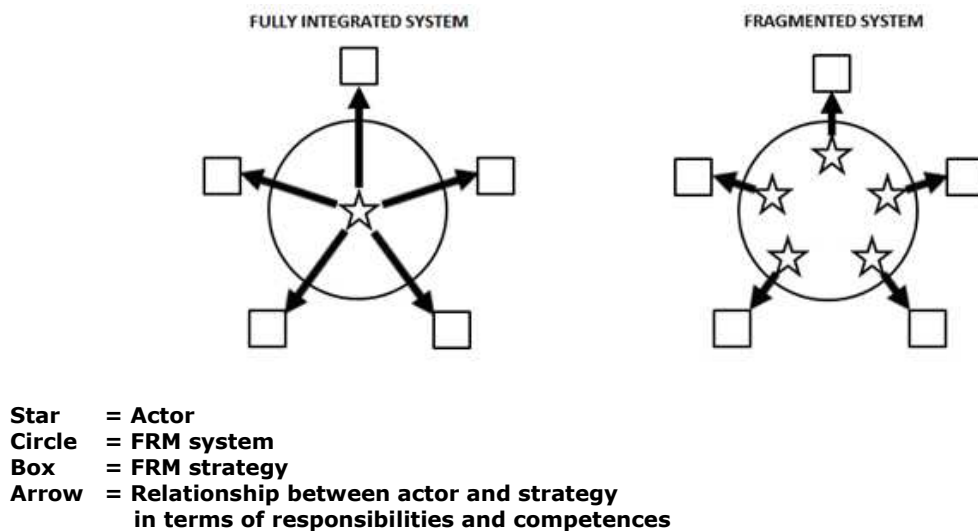 FULLY INTEGRATED SYSTEM
FRAGMENTED SYSTEM
Star = Actor
Circle = FRM system
Box = FRM strategy
Arrow = Relationship between actor and strategy
in terms of responsibilities and competences